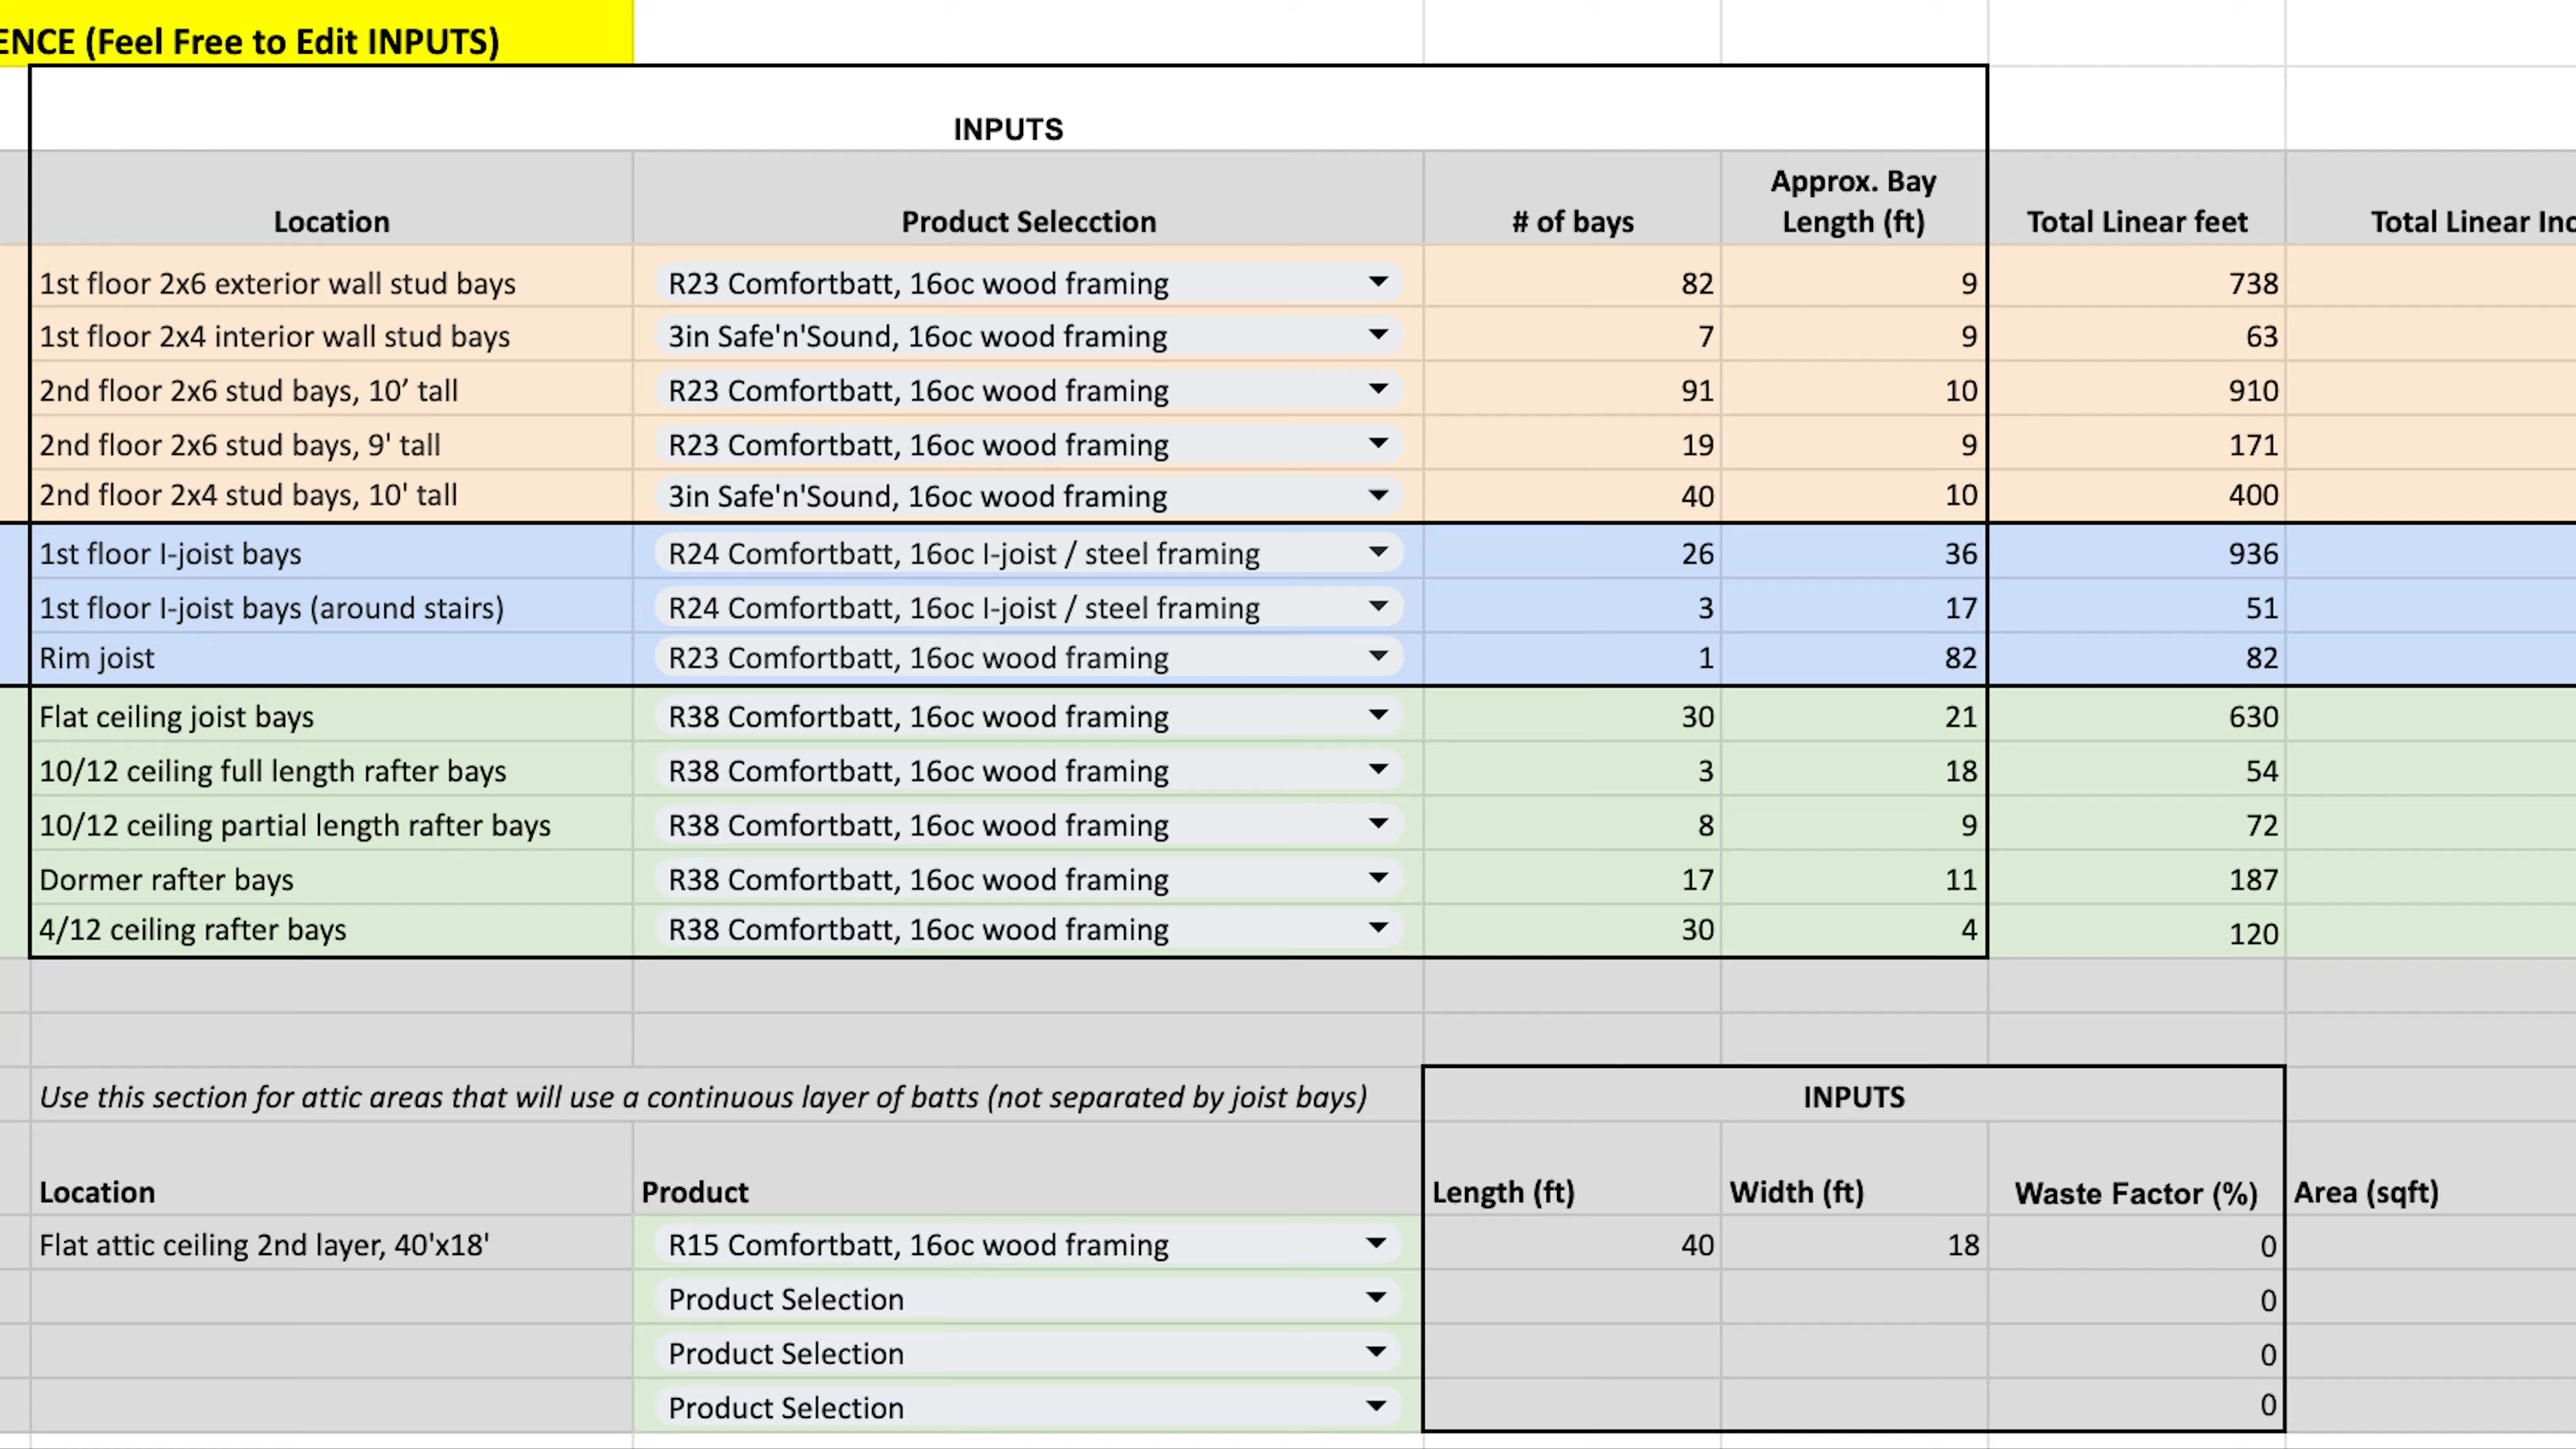 ENCE (Feel Free to Edit INPUTS)
INPUTS
Location Product Selecction # of bays Approx. Bay Length (ft) Total Linear feet Total Linear Inc
1st floor 2x6 exterior wall stud bays R23 Comfortbatt, 16oc wood framing 82 9 738
1st floor 2x4 interior wall stud bays 3in Safe'n'Sound, 16oc wood framing 7 9 63
2nd floor 2x6 stud bays, 10’ tall R23 Comfortbatt, 16oc wood framing 91 10 910
2nd floor 2x6 stud bays, 9' tall R23 Comfortbatt, 16oc wood framing 19 9 171
2nd floor 2x4 stud bays, 10' tall 3in Safe'n'Sound, 16oc wood framing 40 10 400
1st floor I-joist bays R24 Comfortbatt, 16oc I-joist / steel framing 26 36 936
1st floor I-joist bays (around stairs) R24 Comfortbatt, 16oc I-joist / steel framing 3 17 51
Rim joist R23 Comfortbatt, 16oc wood framing 1 82 82
Flat ceiling joist bays R38 Comfortbatt, 16oc wood framing 30 21 630
10/12 ceiling full length rafter bays R38 Comfortbatt, 16oc wood framing 3 18 54
10/12 ceiling partial length rafter bays R38 Comfortbatt, 16oc wood framing 8 9 72
Dormer rafter bays R38 Comfortbatt, 16oc wood framing 17 11 187
4/12 ceiling rafter bays R38 Comfortbatt, 16oc wood framing 30 4 120
Use this section for attic areas that will use a continuous layer of batts (not separated by joist bays) INPUTS
Location Product Length (ft) Width (ft) Waste Factor (%) Area (sqft)
Flat attic ceiling 2nd layer, 40'x18' R15 Comfortbatt, 16oc wood framing 40 18 0
Product Selection 0
Product Selection 0
Product Selection 0